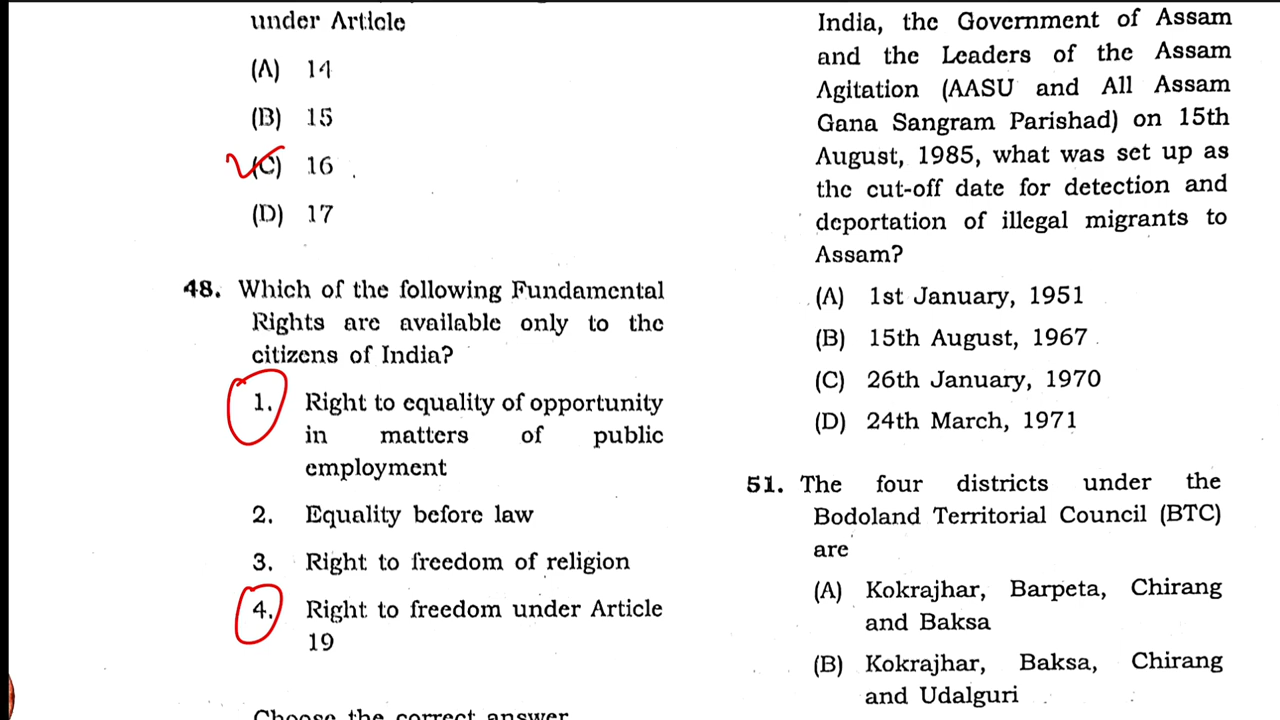 under Article
(A) 14
(B) 15
(C) 16
(D) 17
48. Which of the following Fundamental
Rights are available only to the
citizens of India?
1. Right to equality of opportunity
in matters of public
employment
2. Equality before law
3. Right to freedom of religion
4. Right to freedom under Article
19
Choose the correct answer
India, the Government of Assam
and the Leaders of the Assam
Agitation (AASU and All Assam
Gana Sangram Parishad) on 15th
August, 1985, what was set up as
the cut-off date for detection and
deportation of illegal migrants to
Assam?
(A) 1st January, 1951
(B) 15th August, 1967
(C) 26th January, 1970
(D) 24th March, 1971
51. The four districts under the
Bodoland Territorial Council (BTC)
are
(A) Kokrajhar, Barpeta, Chirang
and Baksa
(B) Kokrajhar, Baksa, Chirang
and Udalguri